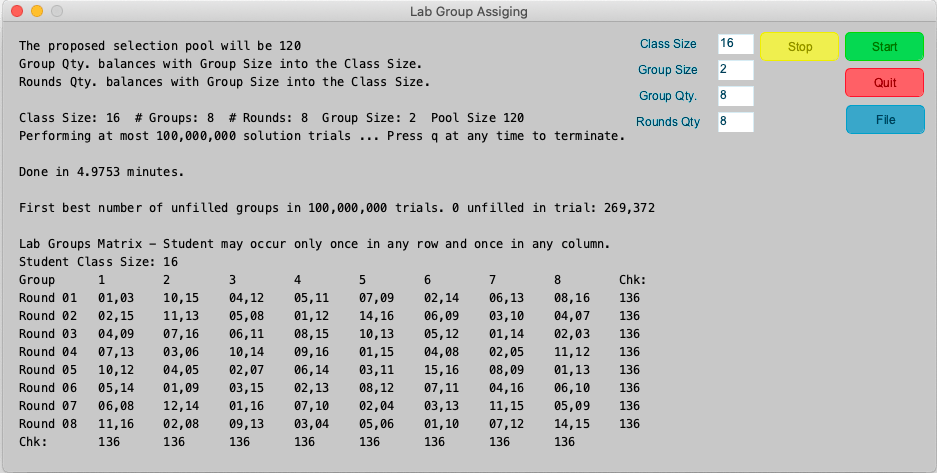 Lab Group Assiging
The proposed selection pool will be 120
Group Qty. balances with Group Size into the Class Size.
Rounds Qty. balances with Group Size into the Class Size.
Class Size: 16 # Groups: 8 # Rounds: 8 Group Size: 2 Pool Size 120
Performing at most 100,000,000 solution trials ... Press q at any time to terminate.
Class Size 16
Group Size 2
Group Qty. 8
Rounds Qty 8
Stop
Start
Quit
File
Done in 4.9753 minutes.
First best number of unfilled groups in 100,000,000 trials. 0 unfilled in trial: 269,372
Lab Groups Matrix – Student may occur only once in any row and once in any column.
Student Class Size: 16
Group 1 2 3 4 5 6 7 8 Chk:
Round 01 01,03 10,15 04,12 05,11 07,09 02,14 06,13 08,16 136
Round 02 02,15 11,13 05,08 01,12 14,16 06,09 03,10 04,07 136
Round 03 04,09 07,16 06,11 08,15 10,13 05,12 01,14 02,03 136
Round 04 07,13 03,06 10,14 09,16 01,15 04,08 02,05 11,12 136
Round 05 10,12 04,05 02,07 06,14 03,11 15,16 08,09 01,13 136
Round 06 05,14 01,09 03,15 02,13 08,12 07,11 04,16 06,10 136
Round 07 06,08 12,14 01,16 07,10 02,04 03,13 11,15 05,09 136
Round 08 11,16 02,08 09,13 03,04 05,06 01,10 07,12 14,15 136
Chk: 136 136 136 136 136 136 136 136